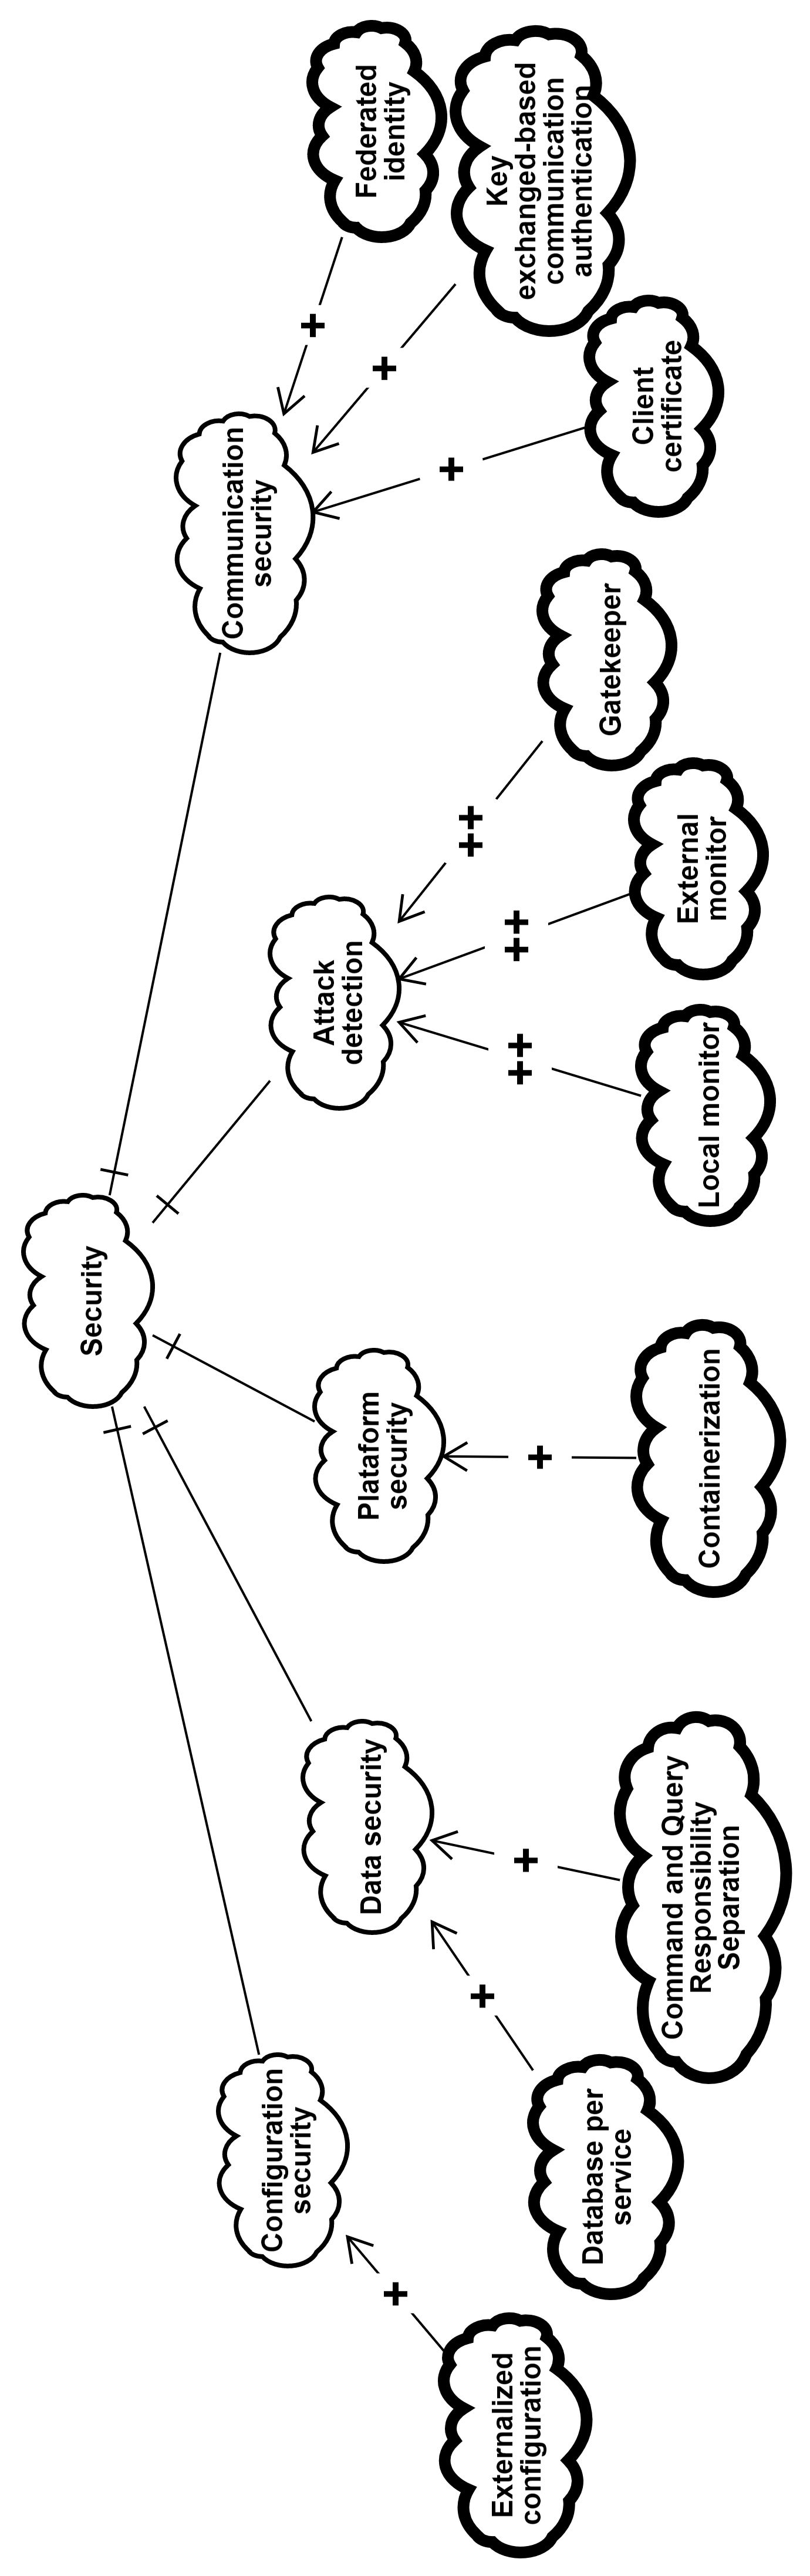 Security
Configuration
security
Data security
Plataform
security
Attack
detection
Communication
security
+
+
+
+
++
++
++
+
+
+
Externalized
configuration
Database per
service
Command and Query
Responsibility
Separation
Containerization
Local monitor
External
monitor
Gatekeeper
Client
certificate
Key
exchanged-based
communication
authentication
Federated
identity